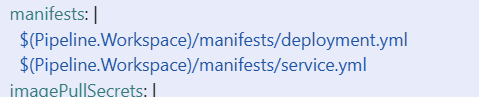 manifests: |
$(Pipeline.Workspace)/manifests/deployment.yml
$(Pipeline.Workspace)/manifests/service.yml
imagePullSecrets: |